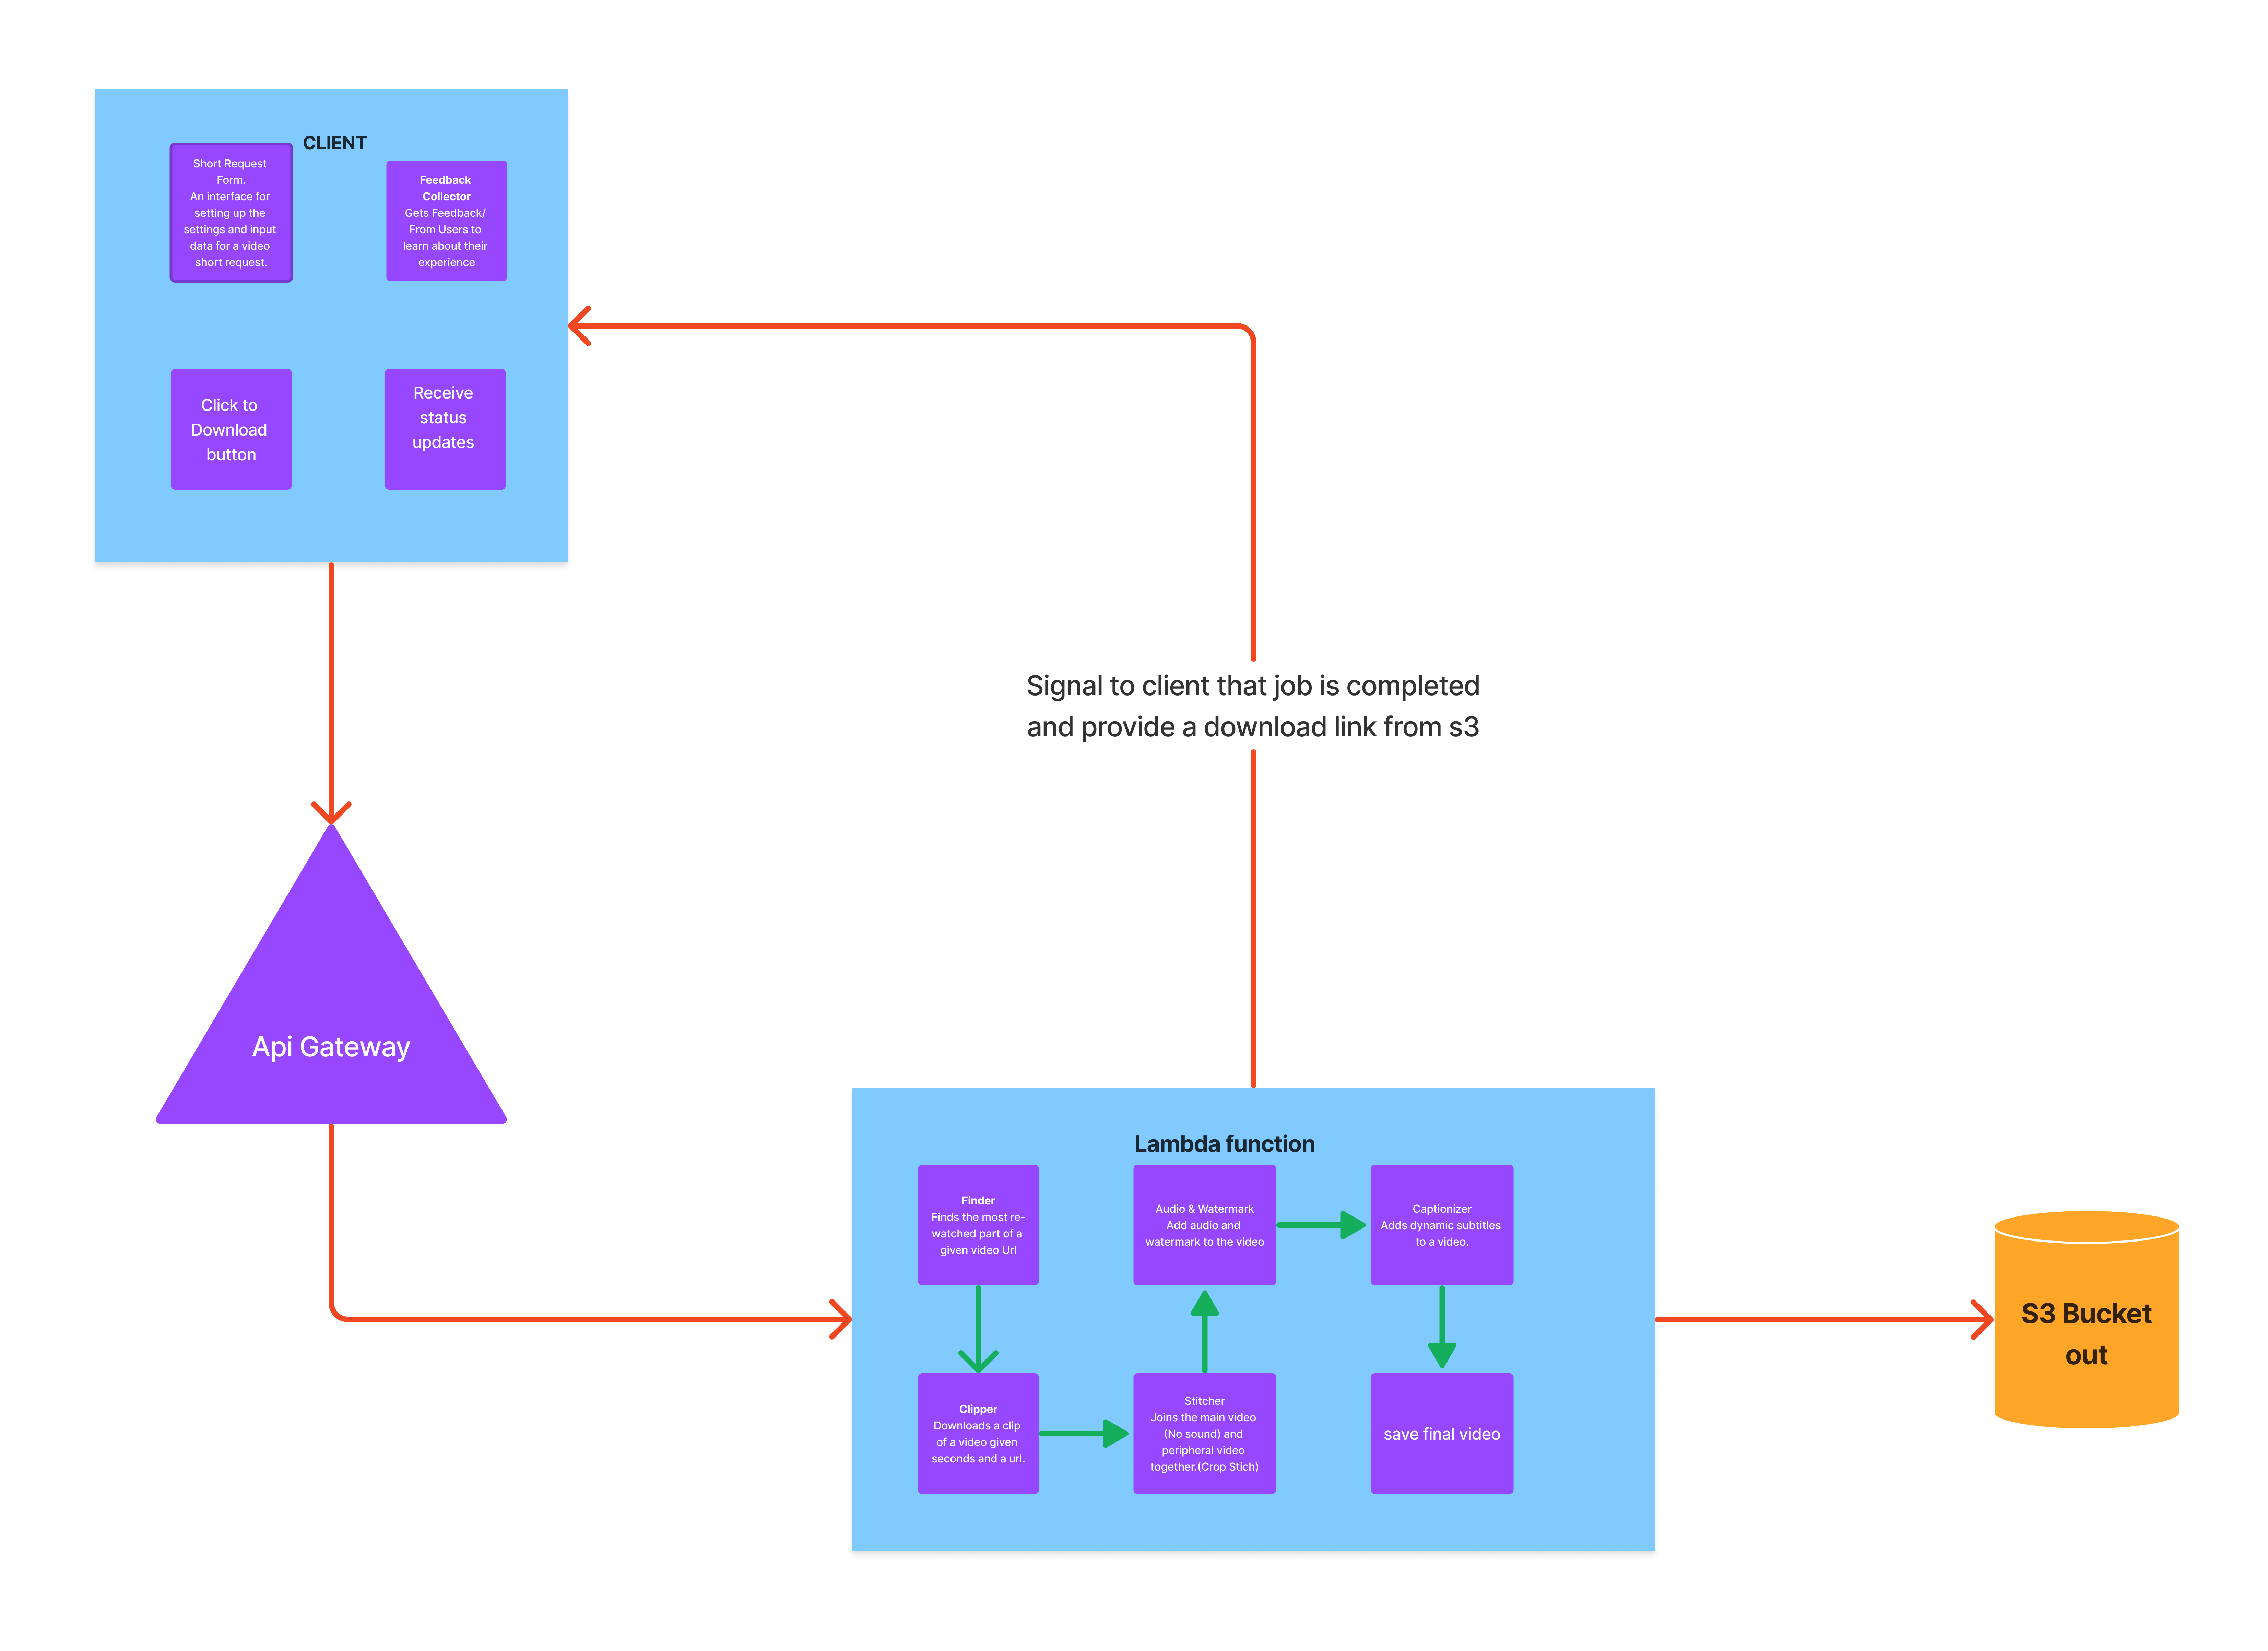 CLIENT
Short Request
Form.
An interface for
setting up the
settings and input
data for a video
short request.
Feedback
Collector
Gets Feedback/
From Users to
learn about their
experience
Click to
Download
button
Receive
status
updates
Signal to client that job is completed
and provide a download link from s3
Api Gateway
Lambda function
Finder
Finds the most re-
watched part of a
given video Url
Audio & Watermark
Add audio and
watermark to the video
Captionizer
Adds dynamic subtitles
to a video.
Clipper
Downloads a clip
of a video given
seconds and a url.
Stitcher
Joins the main video
(No sound) and
peripheral video
together.(Crop Stich)
save final video
S3 Bucket
out